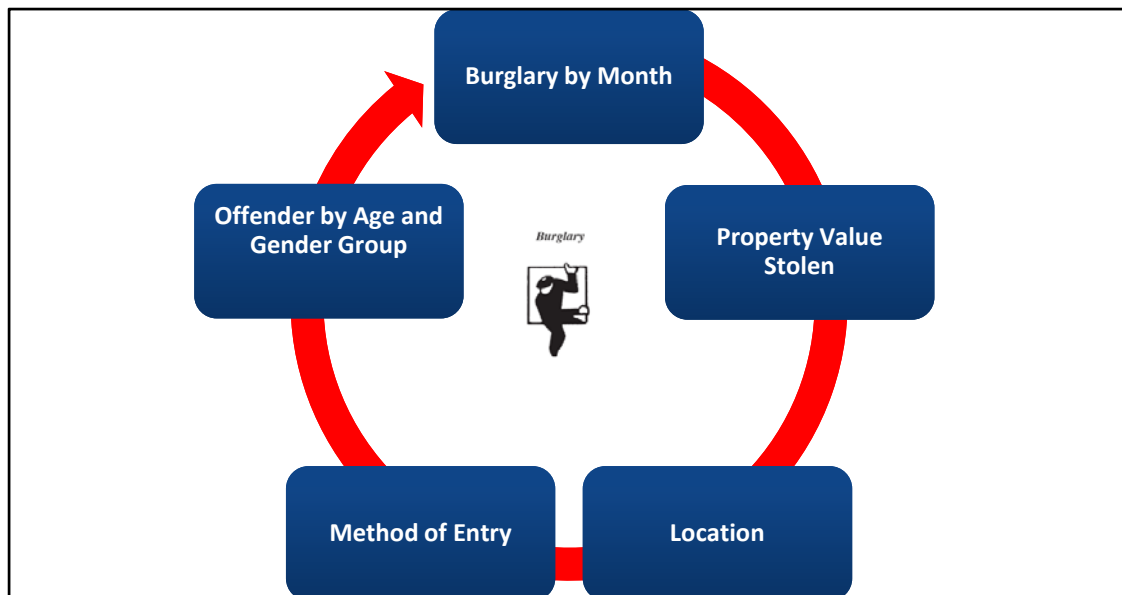 Burglary by Month
Offender by Age and
Gender Group
Property Value
Stolen
Burglary
Method of Entry
Location